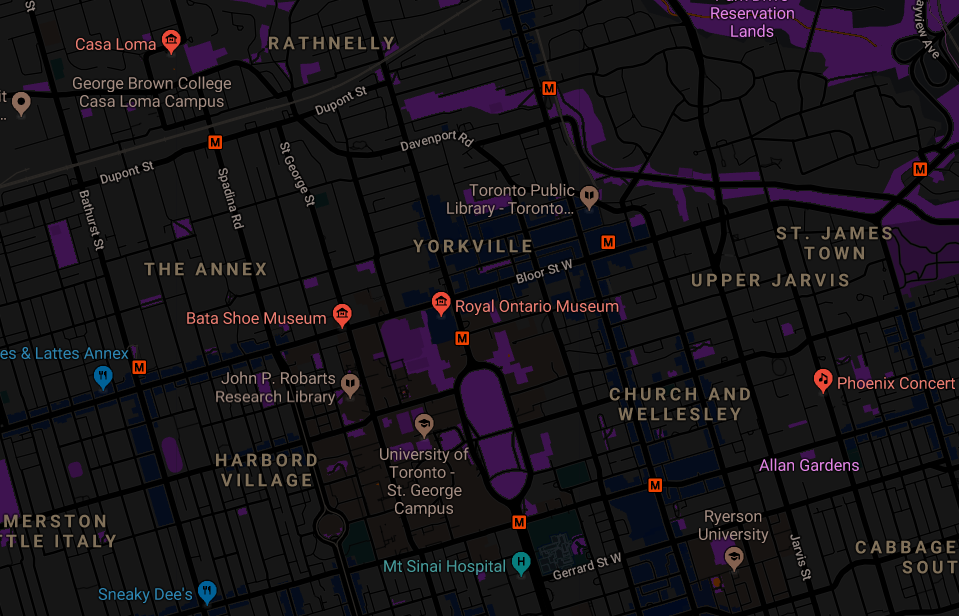 Reservation
Lands
Casa Loma
RATHNELLY
George Brown College
Casa Loma Campus
Dupont St
M
M
Davenport Rd
Dupont St
St George St
M
Bathurst St
Spadina Rd
Toronto Public
Library - Toronto...
YORKVILLE
M
ST. JAMES
TOWN
THE ANNEX
Bloor St W
UPPER JARVIS
Bata Shoe Museum
Royal Ontario Museum
M
es & Lattes Annex
M
John P. Robarts
Research Library
Phoenix Concert
CHURCH AND
WELLESLEY
HARBORD
VILLAGE
University of
Toronto -
St. George
Campus
Allan Gardens
M
MERSTON
TTLE ITALY
M
Ryerson
University
Jarvis St
CABBAGE
SOUT
Mt Sinai Hospital
H
Gerrard St W
Sneaky Dee's